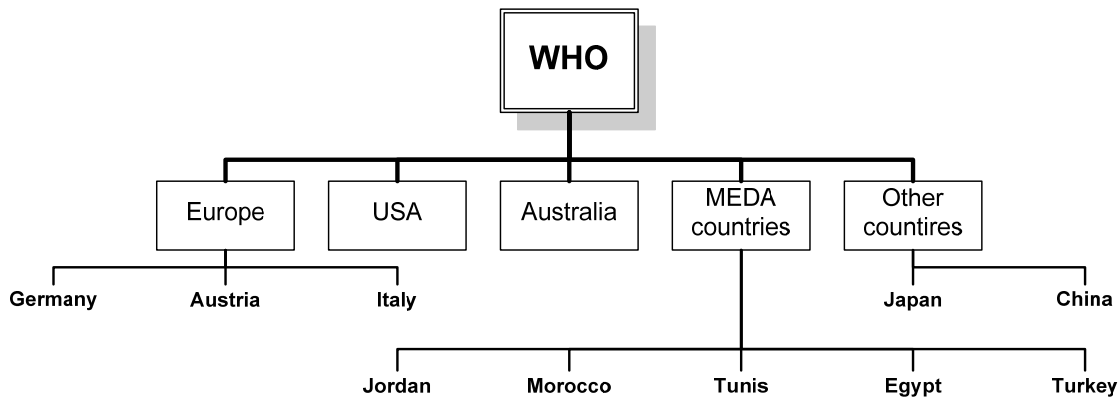 WHO
Europe
USA
Australia
MEDA
countries
Other
countires
Germany
Austria
Italy
Japan
China
Jordan
Morocco
Tunis
Egypt
Turkey